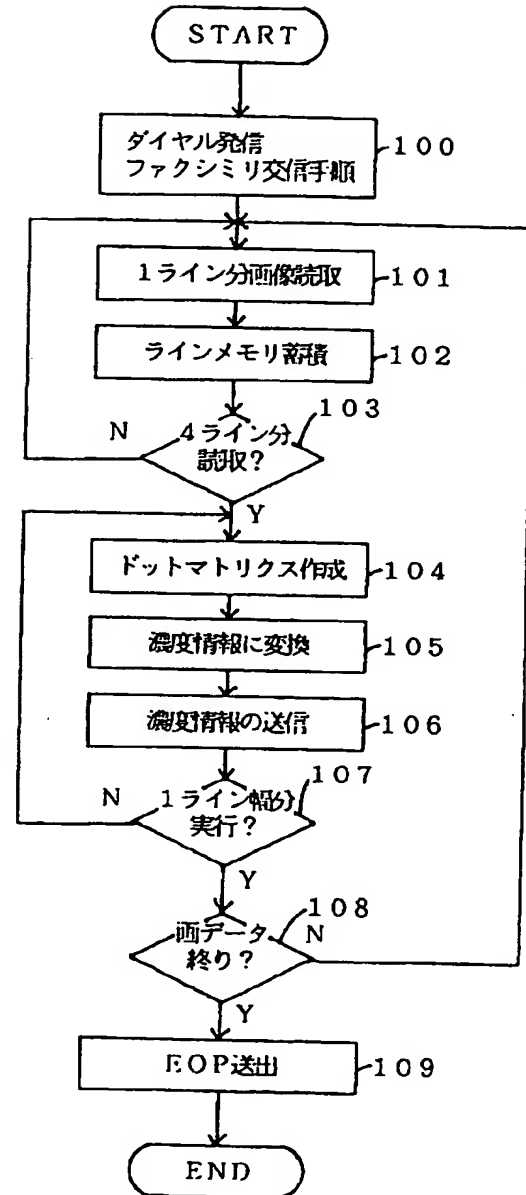 START
ダイヤル発信
ファクシミリ交信手順
100
1ライン分画像読取
101
ラインメモリ蓄積
102
103
N
4ライン分
読取?
Y
ドットマトリクス作成
104
濃度情報に変換
105
濃度情報の送信
106
107
N
1ライン幅分
実行?
Y
108
画データ
N
終り?
Y
EOP送出
109
END